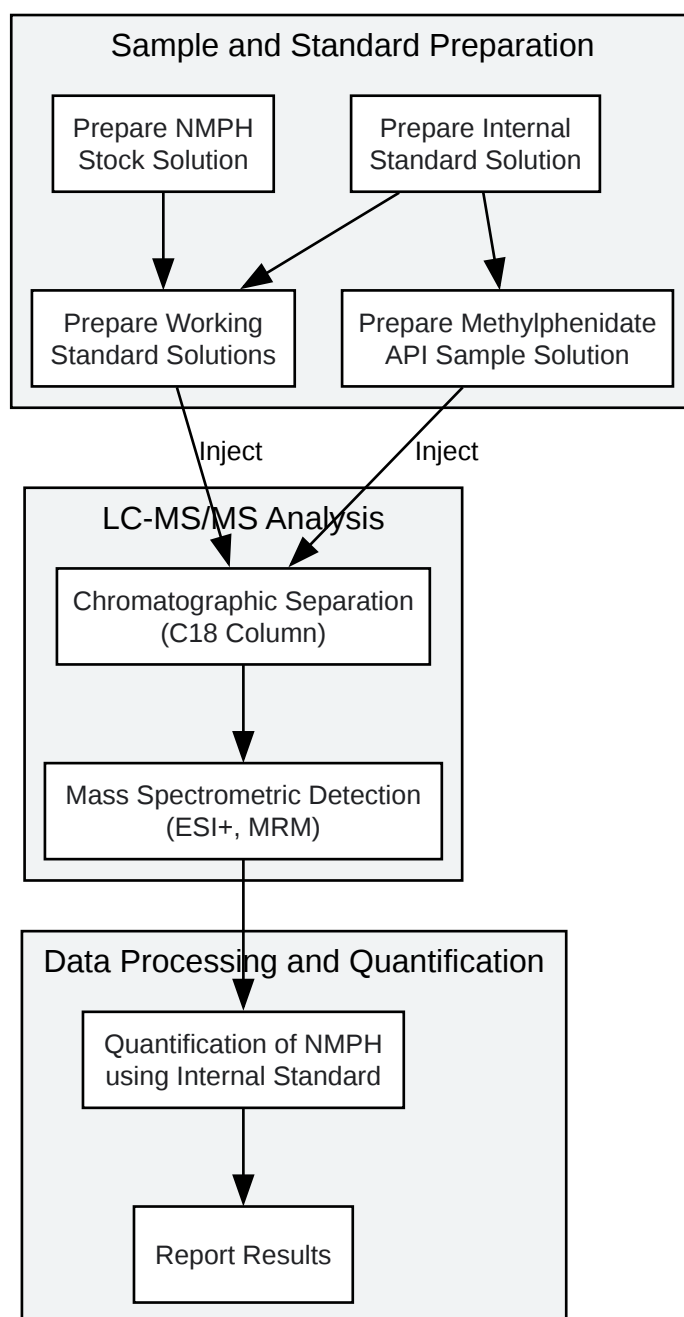 Sample and Standard Preparation
Prepare NMPH
Stock Solution
Prepare Internal
Standard Solution
Prepare Working
Standard Solutions
Prepare Methylphenidate
API Sample Solution
Inject
Inject
LC-MS/MS Analysis
Chromatographic Separation
(C18 Column)
Mass Spectrometric Detection
(ESI+, MRM)
Data Processing and Quantification
Quantification of NMPH
using Internal Standard
Report Results